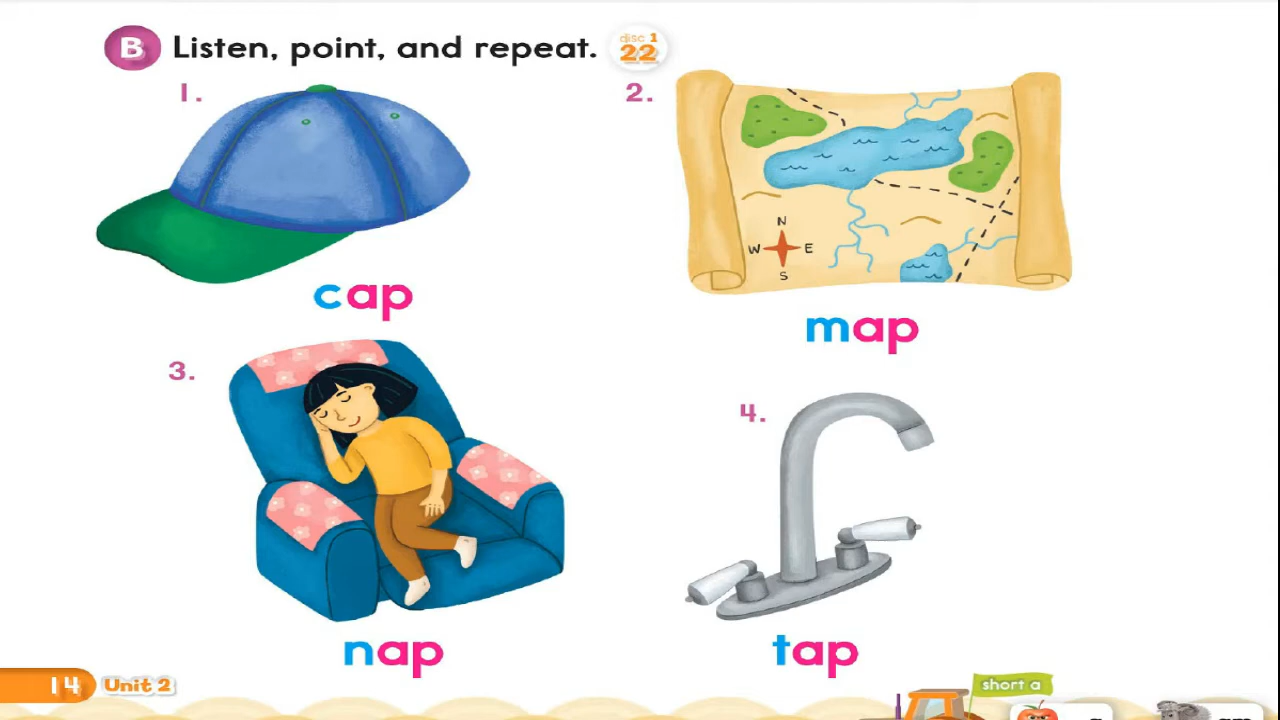 B Listen, point, and repeat. disc 1 22
1.
cap
2.
N
W E
S
map
3.
nap
4.
tap
14 Unit 2
short a